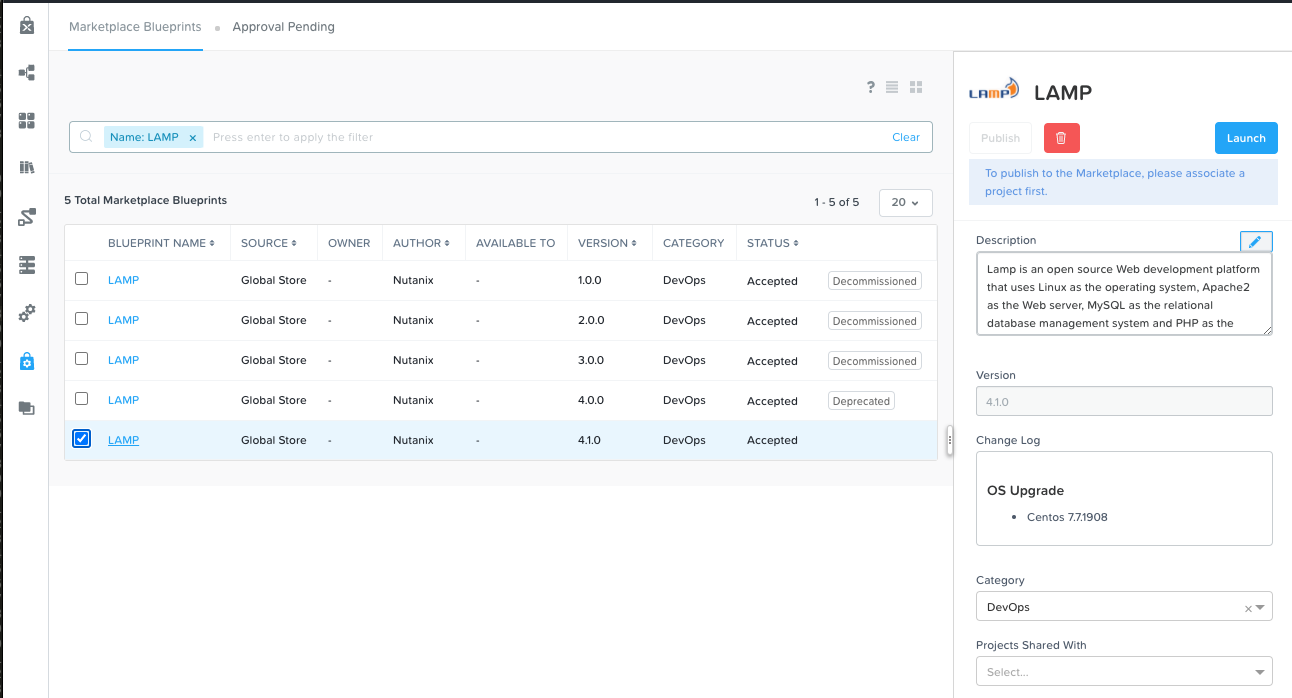 Marketplace Blueprints
Approval Pending
?
Name: LAMP × Press enter to apply the filter Clear
5 Total Marketplace Blueprints 1 - 5 of 5 20
BLUEPRINT NAME SOURCE OWNER AUTHOR AVAILABLE TO VERSION CATEGORY STATUS
LAMP Global Store - Nutanix - 1.0.0 DevOps Accepted Decommissioned
LAMP Global Store - Nutanix - 2.0.0 DevOps Accepted Decommissioned
LAMP Global Store - Nutanix - 3.0.0 DevOps Accepted Decommissioned
LAMP Global Store - Nutanix - 4.0.0 DevOps Accepted Deprecated
LAMP Global Store - Nutanix - 4.1.0 DevOps Accepted
LAMP LAMP
Publish Launch
To publish to the Marketplace, please associate a
project first.
Description
Lamp is an open source Web development platform
that uses Linux as the operating system, Apache2
as the Web server, MySQL as the relational
database management system and PHP as the
Version
4.1.0
Change Log
OS Upgrade
• Centos 7.7.1908
Category
DevOps ×
Projects Shared With
Select...